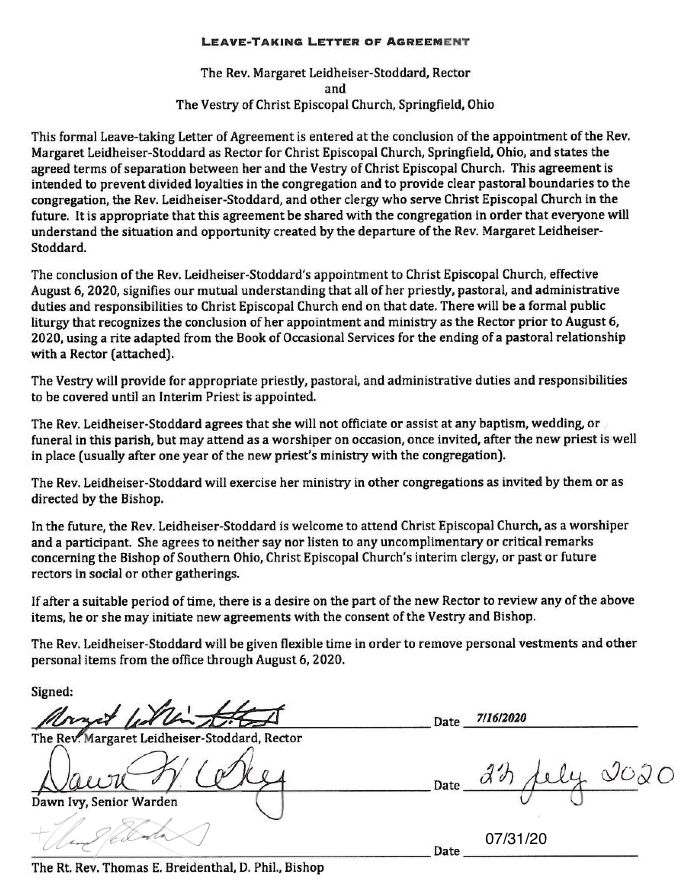 LEAVE-TAKING LETTER OF AGREEMENT
The Rev. Margaret Leidheiser-Stoddard, Rector
and
The Vestry of Christ Episcopal Church, Springfield, Ohio
This formal Leave-taking Letter of Agreement is entered at the conclusion of the appointment of the Rev.
Margaret Leidheiser-Stoddard as Rector for Christ Episcopal Church, Springfield, Ohio, and states the
agreed terms of separation between her and the Vestry of Christ Episcopal Church. This agreement is
intended to prevent divided loyalties in the congregation and to provide clear pastoral boundaries to the
congregation, the Rev. Leidheiser-Stoddard, and other clergy who serve Christ Episcopal Church in the
future. It is appropriate that this agreement be shared with the congregation in order that everyone will
understand the situation and opportunity created by the departure of the Rev. Margaret Leidheiser-
Stoddard.
The conclusion of the Rev. Leidheiser-Stoddard's appointment to Christ Episcopal Church, effective
August 6, 2020, signifies our mutual understanding that all of her priestly, pastoral, and administrative
duties and responsibilities to Christ Episcopal Church end on that date. There will be a formal public
liturgy that recognizes the conclusion of her appointment and ministry as the Rector prior to August 6,
2020, using a rite adapted from the Book of Occasional Services for the ending of a pastoral relationship
with a Rector (attached).
The Vestry will provide for appropriate priestly, pastoral, and administrative duties and responsibilities
to be covered until an Interim Priest is appointed.
The Rev. Leidheiser-Stoddard agrees that she will not officiate or assist at any baptism, wedding, or
funeral in this parish, but may attend as a worshiper on occasion, once invited, after the new priest is well
in place (usually after one year of the new priest's ministry with the congregation).
The Rev. Leidheiser-Stoddard will exercise her ministry in other congregations as invited by them or as
directed by the Bishop.
In the future, the Rev. Leidheiser-Stoddard is welcome to attend Christ Episcopal Church, as a worshiper
and a participant. She agrees to neither say nor listen to any uncomplimentary or critical remarks
concerning the Bishop of Southern Ohio, Christ Episcopal Church's interim clergy, or past or future
rectors in social or other gatherings.
If after a suitable period of time, there is a desire on the part of the new Rector to review any of the above
items, he or she may initiate new agreements with the consent of the Vestry and Bishop.
The Rev. Leidheiser-Stoddard will be given flexible time in order to remove personal vestments and other
personal items from the office through August 6, 2020.
Signed:
Date 7/16/2020
The Rev. Margaret Leidheiser-Stoddard, Rector
Dawn
Date 22 July 2020
Dawn Ivy, Senior Warden
07/31/20
Date
The Rt. Rev. Thomas E. Breidenthal, D. Phil., Bishop